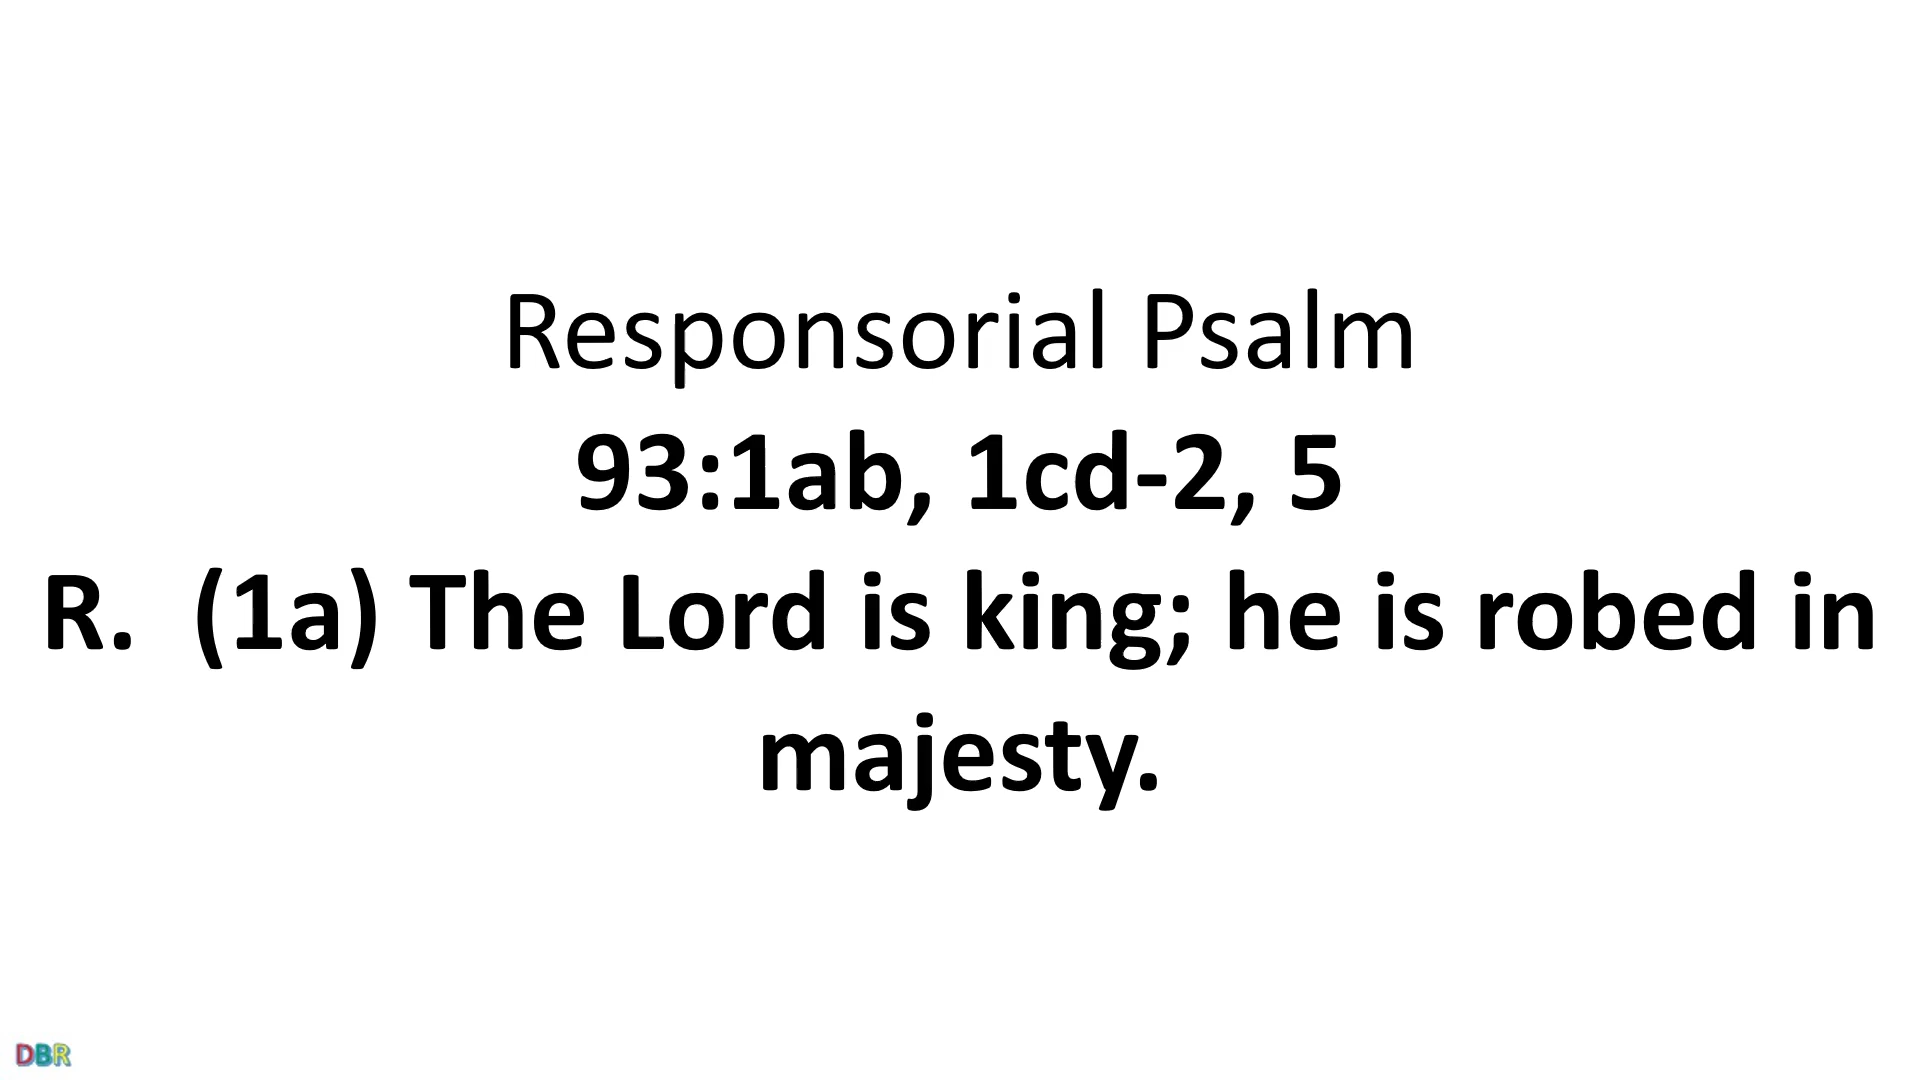 Responsorial Psalm
93:1ab, 1cd-2, 5
R.  (1a) The Lord is king; he is robed in
majesty.
DBR